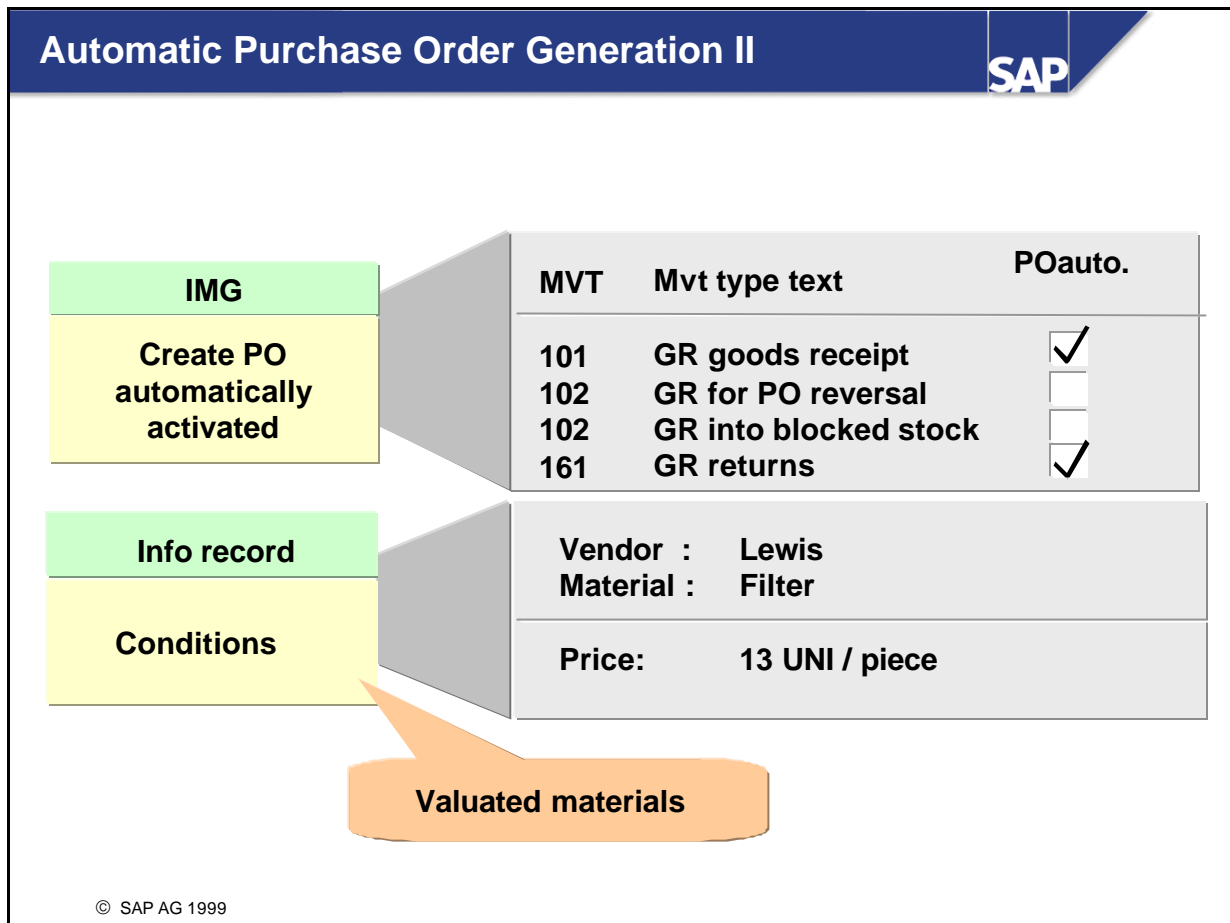 Automatic Purchase Order Generation II
SAP
IMG
Create PO
automatically
activated
MVT Mvt type text POauto.
101 GR goods receipt
102 GR for PO reversal
102 GR into blocked stock
161 GR returns
Info record
Conditions
Vendor : Lewis
Material : Filter
Price: 13 UNI / piece
Valuated materials
© SAP AG 1999